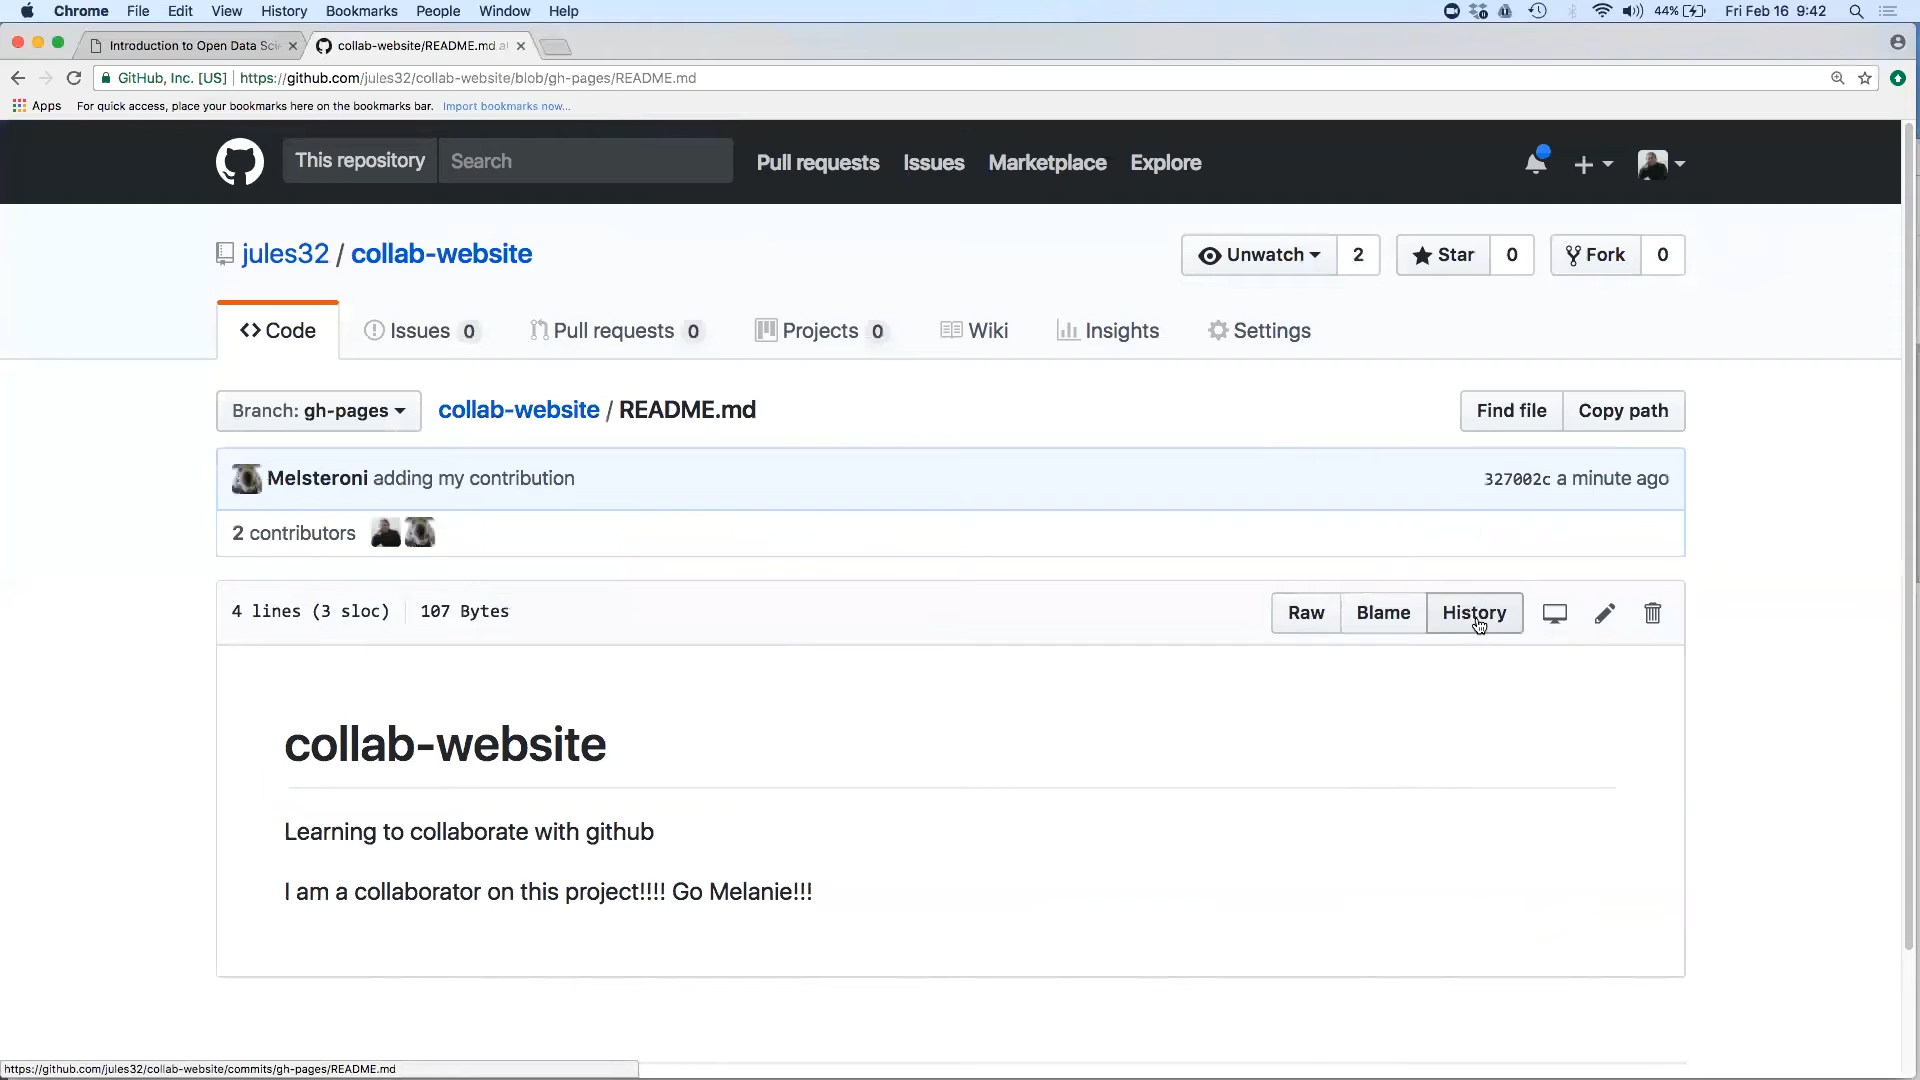 Chrome File Edit View History Bookmarks People Window Help 44% Fri Feb 16 9:42
Introduction to Open Data Sci
collab-website/README.md a
GitHub, Inc. [US] https://github.com/jules32/collab-website/blob/gh-pages/README.md
Apps For quick access, place your bookmarks here on the bookmarks bar. Import bookmarks now...
This repository Search Pull requests Issues Marketplace Explore
jules32 / collab-website Unwatch 2 Star 0 Fork 0
Code Issues 0 Pull requests 0 Projects 0 Wiki Insights Settings
Branch: gh-pages collab-website / README.md Find file Copy path
Melsteroni adding my contribution 327002c a minute ago
2 contributors
4 lines (3 sloc) 107 Bytes Raw Blame History
collab-website
Learning to collaborate with github
I am a collaborator on this project!!!! Go Melanie!!!
https://github.com/jules32/collab-website/commits/gh-pages/README.md